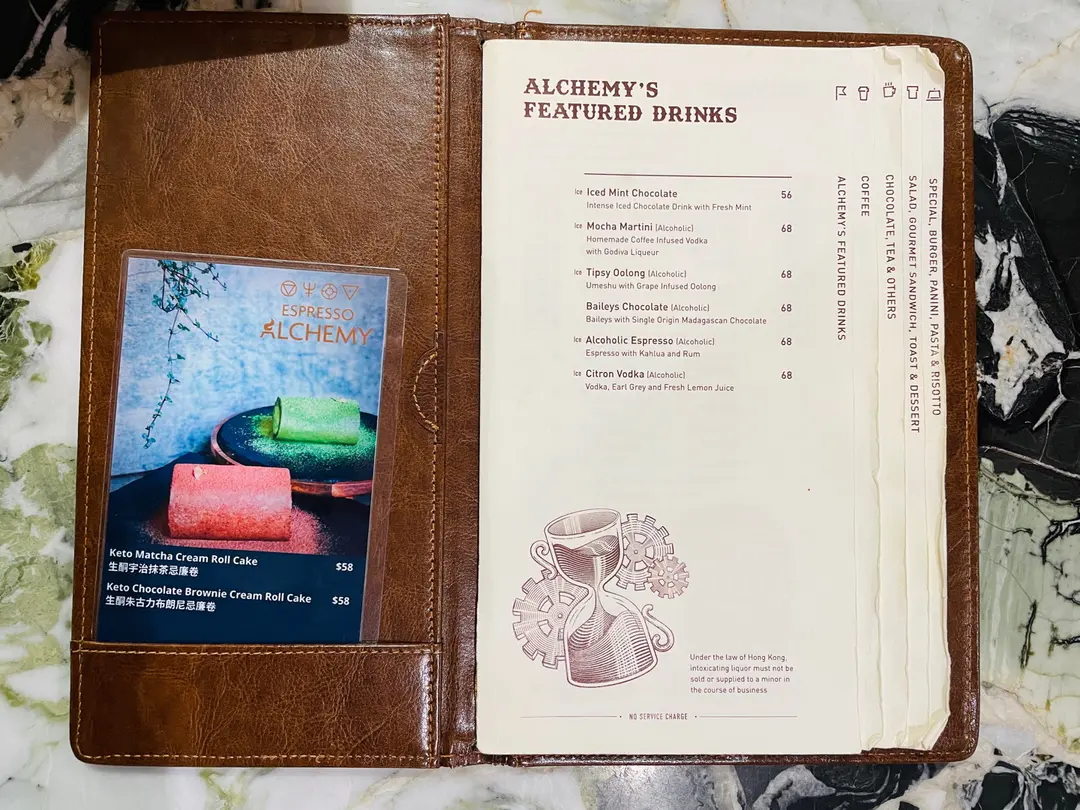 ESPRESSO
ALCHEMY
Keto Matcha Cream Roll Cake
生酮宇治抹茶忌廉卷
$58
Keto Chocolate Brownie Cream Roll Cake
生酮朱古力布朗尼忌廉卷
$58
ALCHEMY'S
FEATURED DRINKS
Ice Iced Mint Chocolate 56
Intense Iced Chocolate Drink with Fresh Mint
Ice Mocha Martini (Alcoholic) 68
Homemade Coffee Infused Vodka
with Godiva Liqueur
Ice Tipsy Oolong (Alcoholic) 68
Umeshu with Grape Infused Oolong
Baileys Chocolate (Alcoholic) 68
Baileys with Single Origin Madagascan Chocolate
Ice Alcoholic Espresso (Alcoholic) 68
Espresso with Kahlua and Rum
Ice Citron Vodka (Alcoholic) 68
Vodka, Earl Grey and Fresh Lemon Juice
Under the law of Hong Kong,
intoxicating liquor must not be
sold or supplied to a minor in
the course of business
NO SERVICE CHARGE
ALCHEMY'S FEATURED DRINKS
COFFEE
CHOCOLATE, TEA & OTHERS
SALAD, GOURMET SANDWICH, TOAST & DESSERT
SPECIAL, BURGER, PANINI, PASTA & RISOTTO